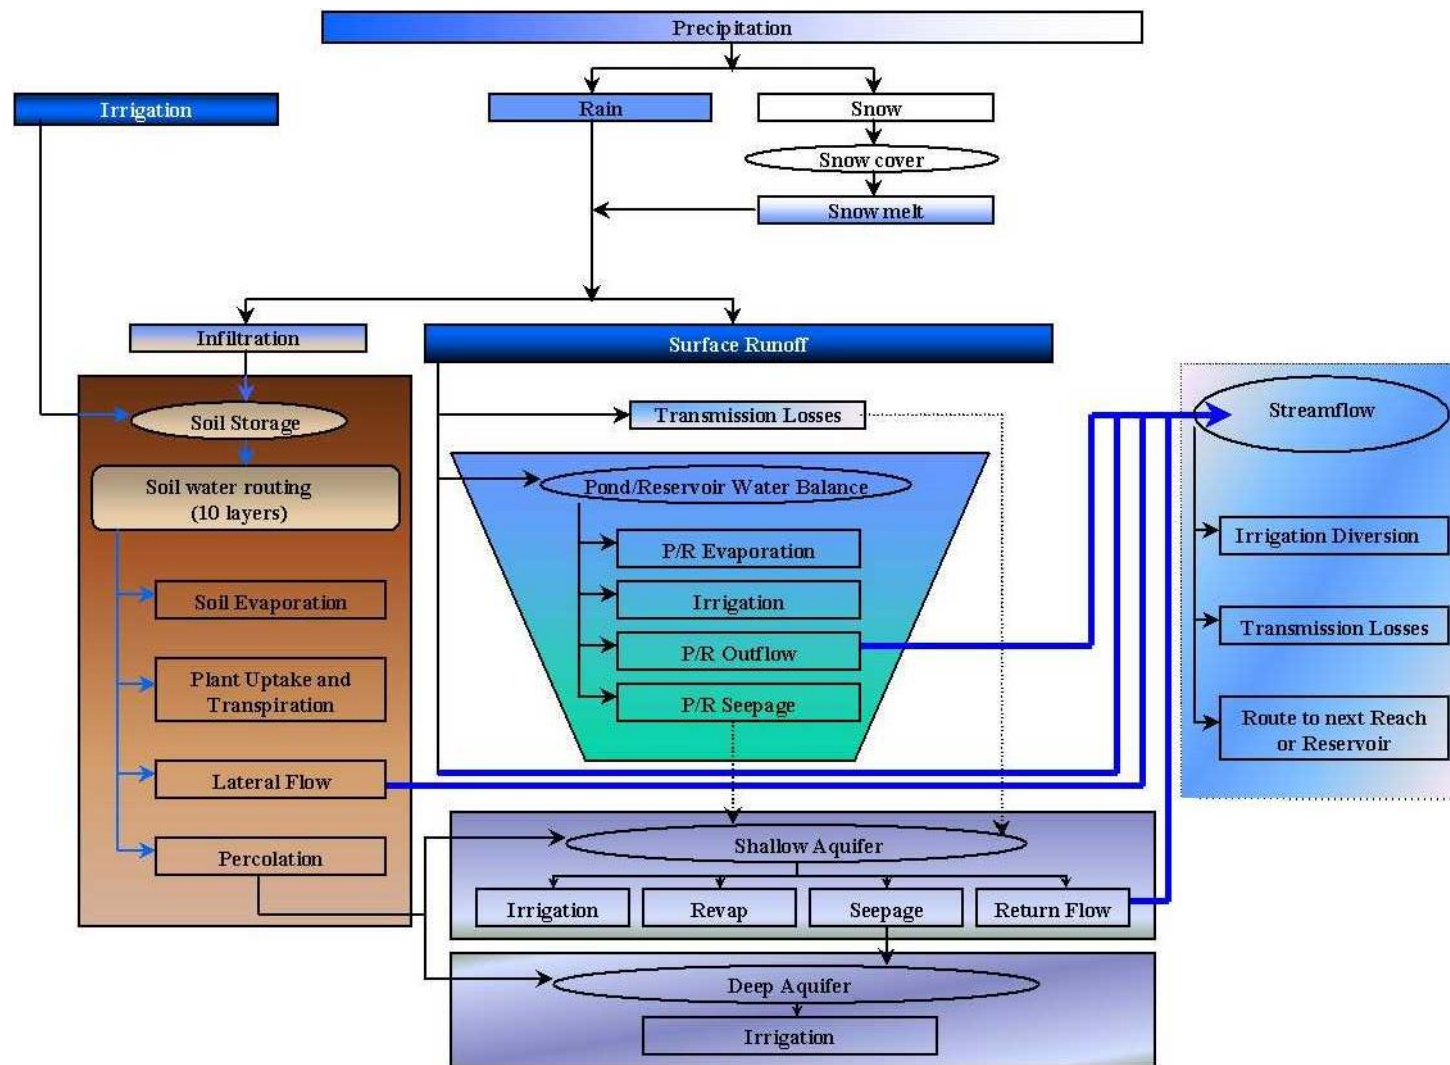 Precipitation
Irrigation
Rain
Snow
Snow cover
Snow melt
Infiltration
Surface Runoff
Soil Storage
Soil water routing
(10 layers)
Soil Evaporation
Plant Uptake and
Transpiration
Lateral Flow
Percolation
Transmission Losses
Pond/Reservoir Water Balance
P/R Evaporation
Irrigation
P/R Outflow
P/R Seepage
Streamflow
Irrigation Diversion
Transmission Losses
Route to next Reach
or Reservoir
Shallow Aquifer
Irrigation
Revap
Seepage
Return Flow
Deep Aquifer
Irrigation